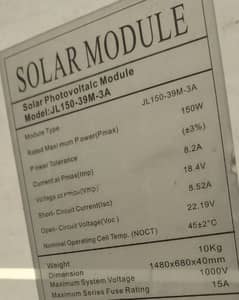 SOLAR MODULE
Solar Photovoltaic Module
Model:JL150-39M-3A
Module Type JL150-39M-3A
Rated Maximum Power(Pmax) 150W
Power Tolerance (±3%)
Current at Pmax(Imp) 8.2A
Voltage at Pmax(Vmp) 18.4V
Short- Circuit Current(Isc) 8.52A
Open- Circuit Voltage(Voc) 22.19V
Nominal Operating Cell Temp. (NOCT) 45±2°C
Weight 10Kg
Dimension 1480x680x40mm
Maximum System Voltage 1000V
Maximum Series Fuse Rating 15A